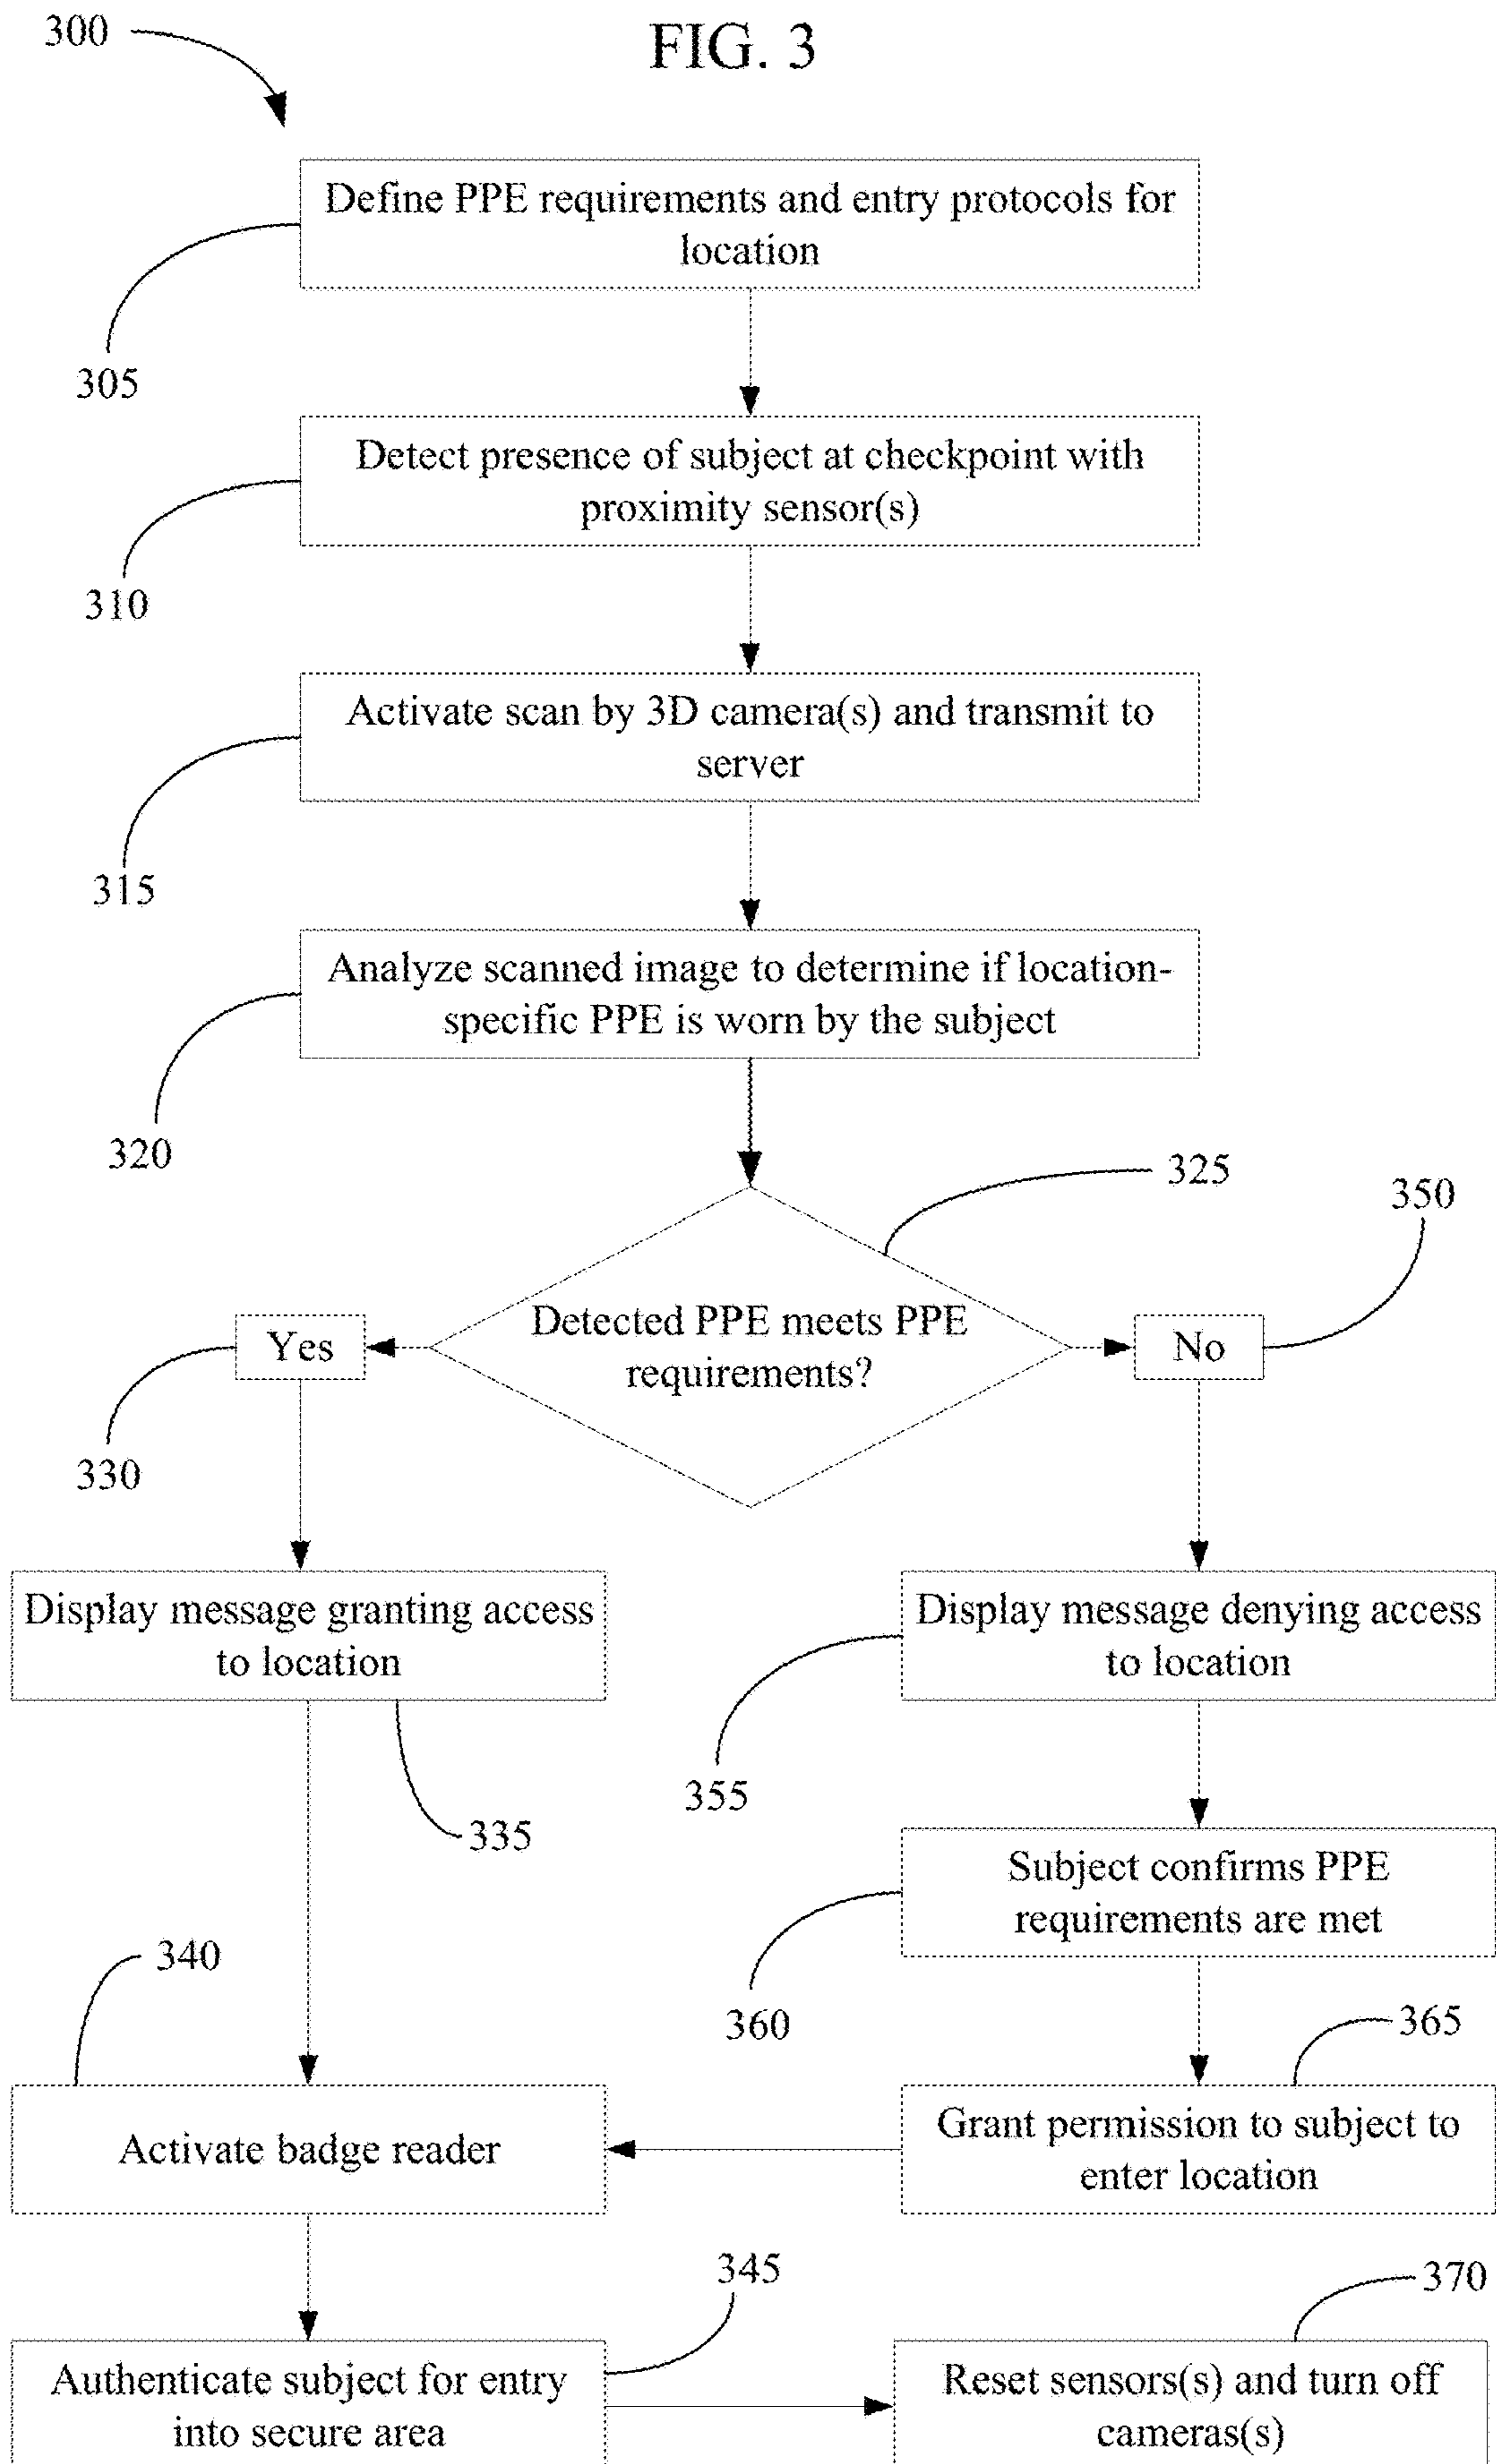 300
FIG. 3
Define PPE requirements and entry protocols for
location
305
Detect presence of subject at checkpoint with
proximity sensor(s)
310
Activate scan by 3D camera(s) and transmit to
server
315
Analyze scanned image to determine if location-
specific PPE is worn by the subject
320
325
350
Detected PPE meets PPE
requirements?
Yes
No
330
Display message granting access
to location
Display message denying access
to location
355
335
Subject confirms PPE
requirements are met
340
360
365
Activate badge reader
Grant permission to subject to
enter location
345
370
Authenticate subject for entry
into secure area
Reset sensors(s) and turn off
cameras(s)